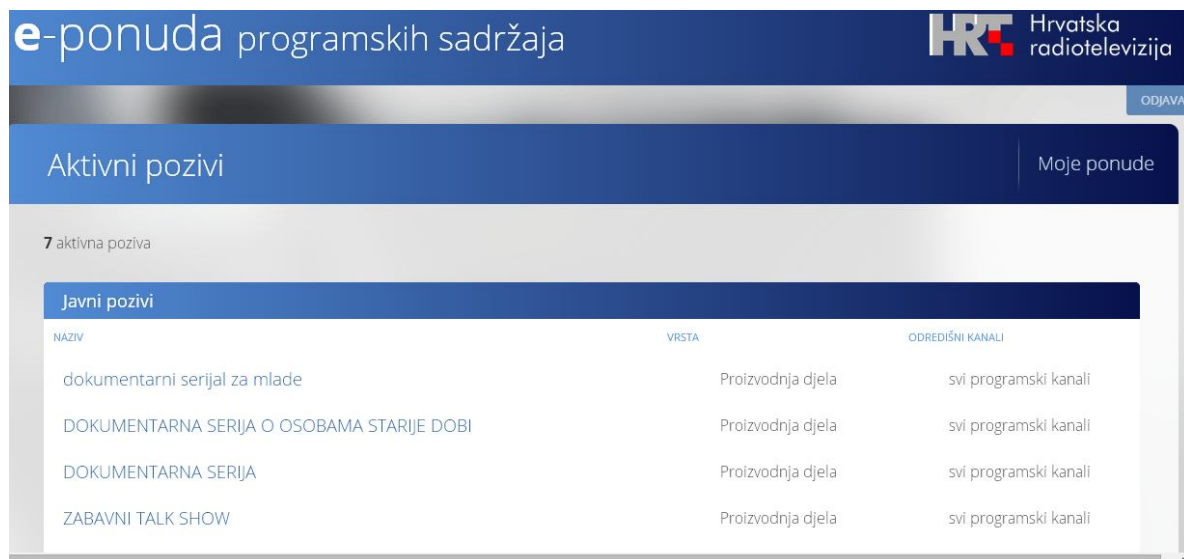 e-ponuda programskih sadržaja
HRT Hrvatska
radiotelevizija
ODJAVA
Aktivni pozivi Moje ponude
7 aktivna poziva
Javni pozivi
NAZIV VRSTA ODREDIŠNI KANALI
dokumentarni serijal za mlade Proizvodnja djela svi programski kanali
DOKUMENTARNA SERIJA O OSOBAMA STARIJE DOBI Proizvodnja djela svi programski kanali
DOKUMENTARNA SERIJA Proizvodnja djela svi programski kanali
ZABAVNI TALK SHOW Proizvodnja djela svi programski kanali